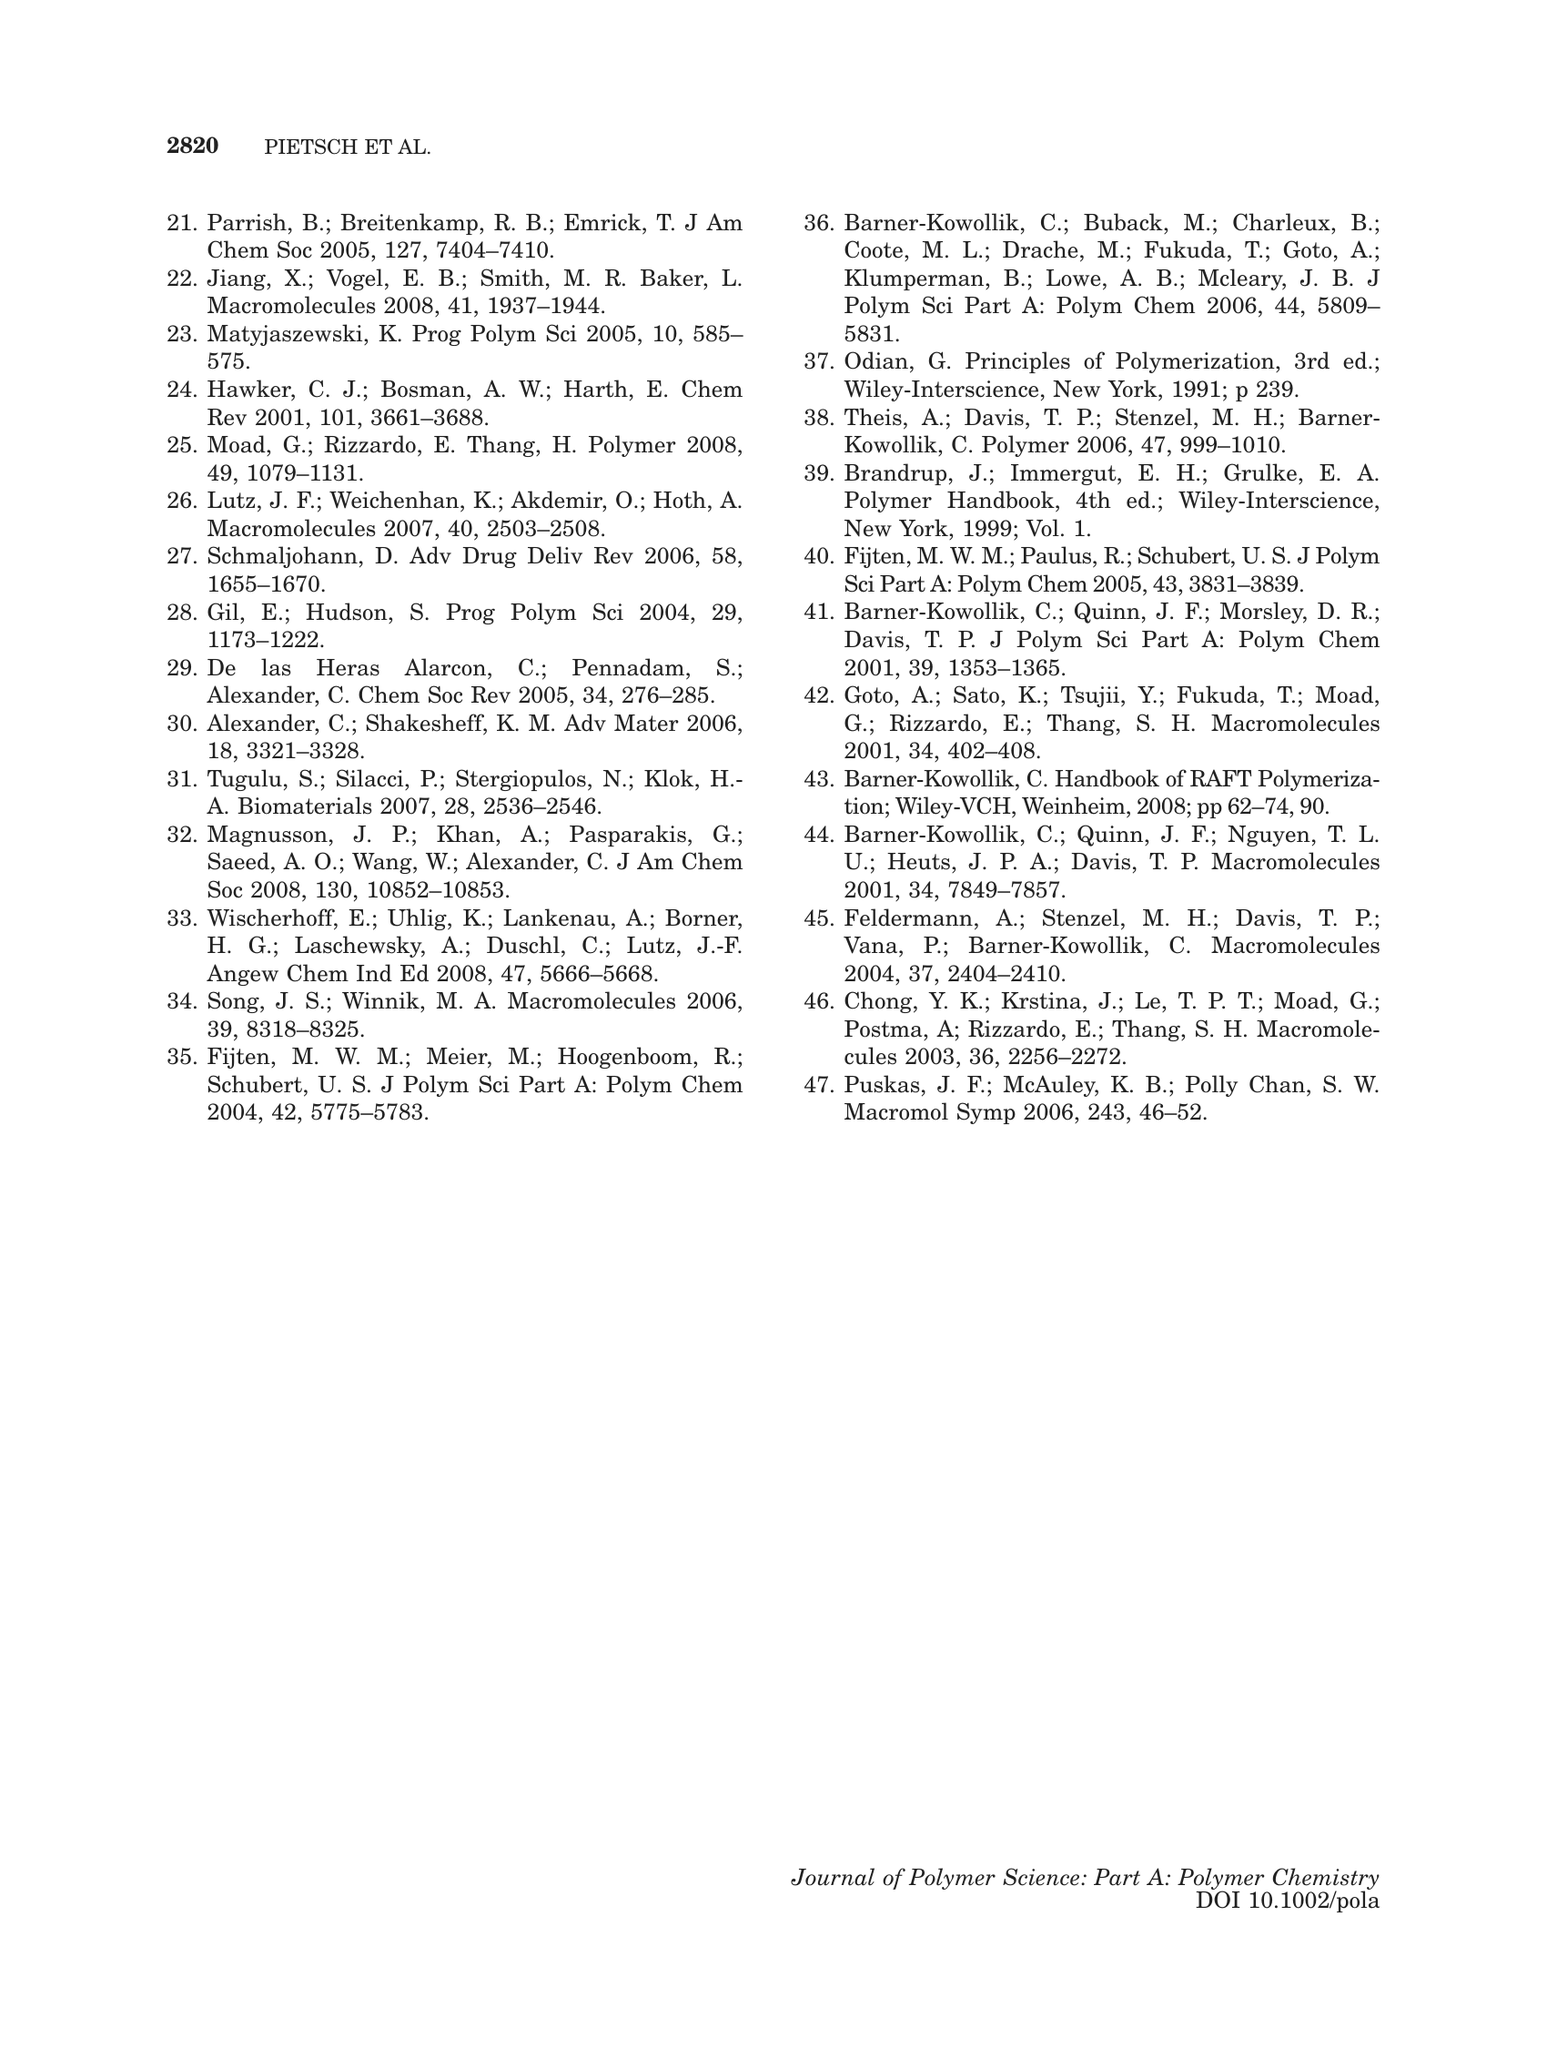 2820 PIETSCH ET AL.
21. Parrish, B.; Breitenkamp, R. B.; Emrick, T. J Am
Chem Soc 2005, 127, 7404–7410.
22. Jiang, X.; Vogel, E. B.; Smith, M. R. Baker, L.
Macromolecules 2008, 41, 1937–1944.
23. Matyjaszewski, K. Prog Polym Sci 2005, 10, 585–
575.
24. Hawker, C. J.; Bosman, A. W.; Harth, E. Chem
Rev 2001, 101, 3661–3688.
25. Moad, G.; Rizzardo, E. Thang, H. Polymer 2008,
49, 1079–1131.
26. Lutz, J. F.; Weichenhan, K.; Akdemir, O.; Hoth, A.
Macromolecules 2007, 40, 2503–2508.
27. Schmaljohann, D. Adv Drug Deliv Rev 2006, 58,
1655–1670.
28. Gil, E.; Hudson, S. Prog Polym Sci 2004, 29,
1173–1222.
29. De las Heras Alarcon, C.; Pennadam, S.;
Alexander, C. Chem Soc Rev 2005, 34, 276–285.
30. Alexander, C.; Shakesheff, K. M. Adv Mater 2006,
18, 3321–3328.
31. Tugulu, S.; Silacci, P.; Stergiopulos, N.; Klok, H.-
A. Biomaterials 2007, 28, 2536–2546.
32. Magnusson, J. P.; Khan, A.; Pasparakis, G.;
Saeed, A. O.; Wang, W.; Alexander, C. J Am Chem
Soc 2008, 130, 10852–10853.
33. Wischerhoff, E.; Uhlig, K.; Lankenau, A.; Borner,
H. G.; Laschewsky, A.; Duschl, C.; Lutz, J.-F.
Angew Chem Ind Ed 2008, 47, 5666–5668.
34. Song, J. S.; Winnik, M. A. Macromolecules 2006,
39, 8318–8325.
35. Fijten, M. W. M.; Meier, M.; Hoogenboom, R.;
Schubert, U. S. J Polym Sci Part A: Polym Chem
2004, 42, 5775–5783.
36. Barner-Kowollik, C.; Buback, M.; Charleux, B.;
Coote, M. L.; Drache, M.; Fukuda, T.; Goto, A.;
Klumperman, B.; Lowe, A. B.; Mcleary, J. B. J
Polym Sci Part A: Polym Chem 2006, 44, 5809–
5831.
37. Odian, G. Principles of Polymerization, 3rd ed.;
Wiley-Interscience, New York, 1991; p 239.
38. Theis, A.; Davis, T. P.; Stenzel, M. H.; Barner-
Kowollik, C. Polymer 2006, 47, 999–1010.
39. Brandrup, J.; Immergut, E. H.; Grulke, E. A.
Polymer Handbook, 4th ed.; Wiley-Interscience,
New York, 1999; Vol. 1.
40. Fijten, M. W. M.; Paulus, R.; Schubert, U. S. J Polym
Sci Part A: Polym Chem 2005, 43, 3831–3839.
41. Barner-Kowollik, C.; Quinn, J. F.; Morsley, D. R.;
Davis, T. P. J Polym Sci Part A: Polym Chem
2001, 39, 1353–1365.
42. Goto, A.; Sato, K.; Tsujii, Y.; Fukuda, T.; Moad,
G.; Rizzardo, E.; Thang, S. H. Macromolecules
2001, 34, 402–408.
43. Barner-Kowollik, C. Handbook of RAFT Polymeriza-
tion; Wiley-VCH, Weinheim, 2008; pp 62–74, 90.
44. Barner-Kowollik, C.; Quinn, J. F.; Nguyen, T. L.
U.; Heuts, J. P. A.; Davis, T. P. Macromolecules
2001, 34, 7849–7857.
45. Feldermann, A.; Stenzel, M. H.; Davis, T. P.;
Vana, P.; Barner-Kowollik, C. Macromolecules
2004, 37, 2404–2410.
46. Chong, Y. K.; Krstina, J.; Le, T. P. T.; Moad, G.;
Postma, A; Rizzardo, E.; Thang, S. H. Macromole-
cules 2003, 36, 2256–2272.
47. Puskas, J. F.; McAuley, K. B.; Polly Chan, S. W.
Macromol Symp 2006, 243, 46–52.
Journal of Polymer Science: Part A: Polymer Chemistry
DOI 10.1002/pola